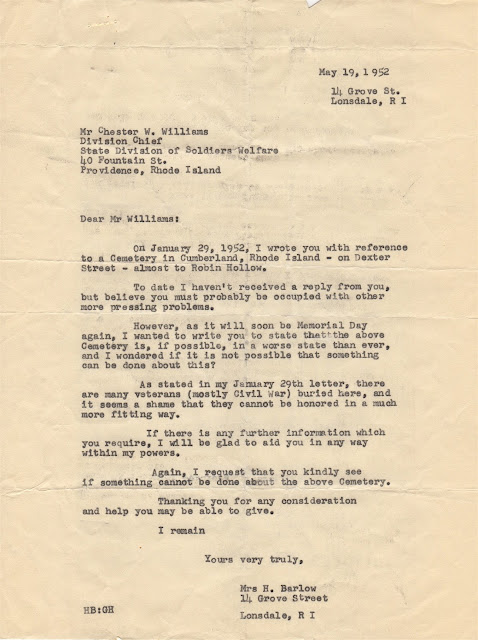 May 19, 1952
14 Grove St.
Lonsdale, R I
Mr Chester W. Williams
Division Chief
State Division of Soldiers Welfare
40 Fountain St.
Providence, Rhode Island
Dear Mr Williams:
On January 29, 1952, I wrote you with reference
to a Cemetery in Cumberland, Rhode Island - on Dexter
Street - almost to Robin Hollow.
To date I haven't received a reply from you,
but believe you must probably be occupied with other
more pressing problems.
However, as it will soon be Memorial Day
again, I wanted to write you to state that the above
Cemetery is, if possible, in a worse state than ever,
and I wondered if it is not possible that something
can be done about this?
As stated in my January 29th letter, there
are many veterans (mostly Civil War) buried here, and
it seems a shame that they cannot be honored in a much
more fitting way.
If there is any further information which
you require, I will be glad to aid you in any way
within my powers.
Again, I request that you kindly see
if something cannot be done about the above Cemetery.
Thanking you for any consideration
and help you may be able to give.
I remain
Yours very truly,
Mrs H. Barlow
14 Grove Street
Lonsdale, R I
HB:GH